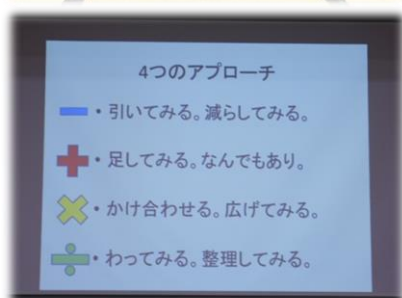 4つのアプローチ
・引いてみる。減らしてみる。
・足してみる。なんでもあり。
・かけ合わせる。広げてみる。
・わってみる。整理してみる。